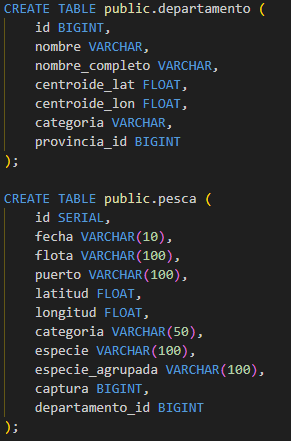 CREATE TABLE public.departamento (
    id BIGINT,
    nombre VARCHAR,
    nombre_completo VARCHAR,
    centroide_lat FLOAT,
    centroide_lon FLOAT,
    categoria VARCHAR,
    provincia_id BIGINT
);

CREATE TABLE public.pesca (
    id SERIAL,
    fecha VARCHAR(10),
    flota VARCHAR(100),
    puerto VARCHAR(100),
    latitud FLOAT,
    longitud FLOAT,
    categoria VARCHAR(50),
    especie VARCHAR(100),
    especie_agrupada VARCHAR(100),
    captura BIGINT,
    departamento_id BIGINT
);